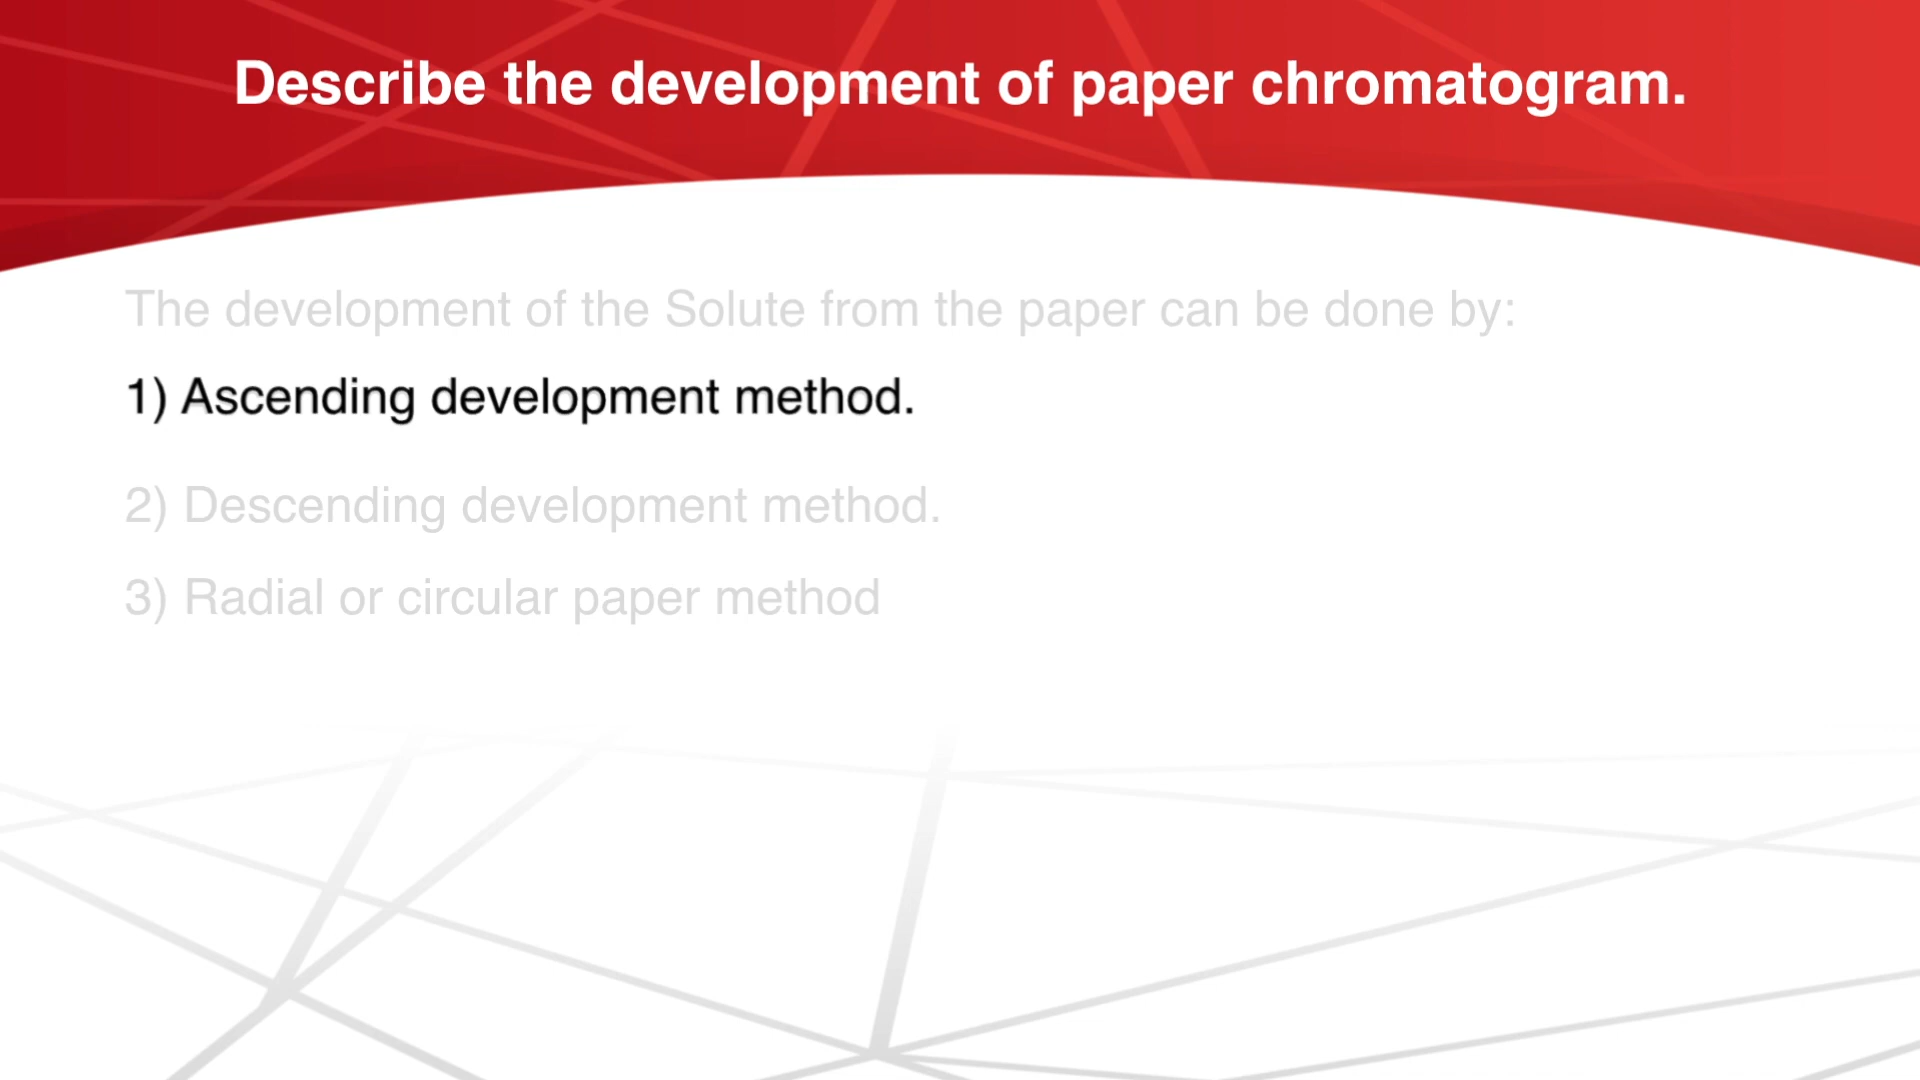 Describe the development of paper chromatogram.
The development of the Solute from the paper can be done by:
1) Ascending development method.
2) Descending development method.
3) Radial or circular paper method